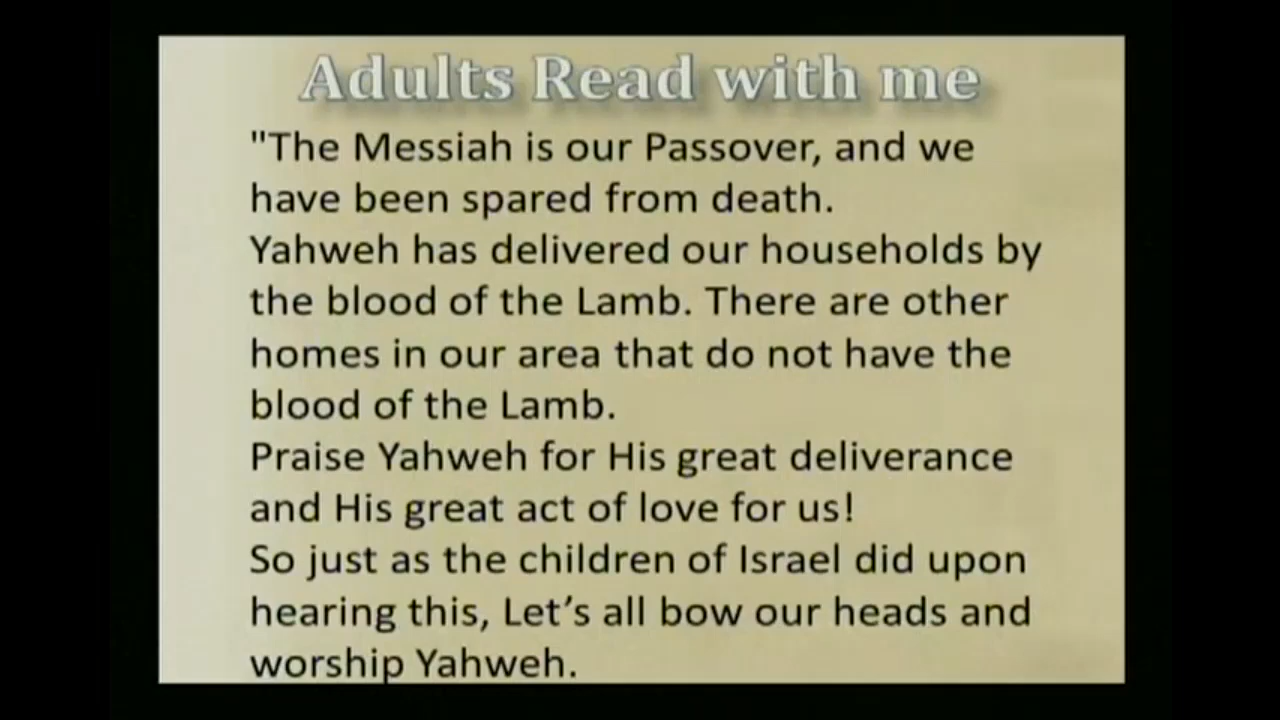 Adults Read with me
"The Messiah is our Passover, and we
have been spared from death.
Yahweh has delivered our households by
the blood of the Lamb. There are other
homes in our area that do not have the
blood of the Lamb.
Praise Yahweh for His great deliverance
and His great act of love for us!
So just as the children of Israel did upon
hearing this, Let’s all bow our heads and
worship Yahweh.